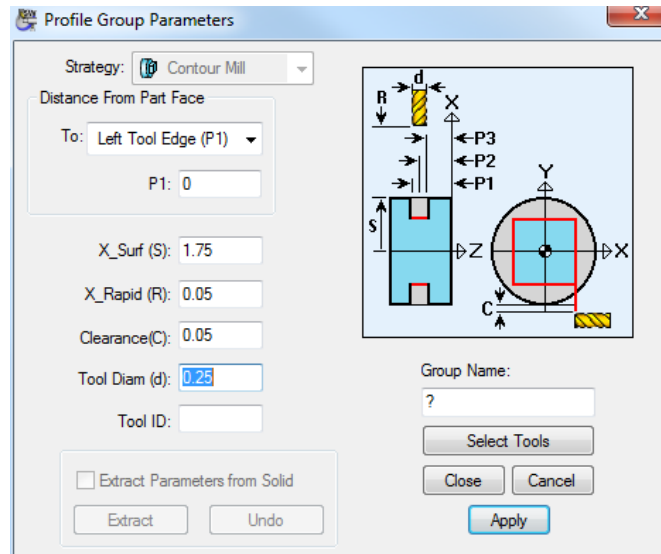 Profile Group Parameters
Strategy: Contour Mill
Distance From Part Face
To: Left Tool Edge (P1)
P1: 0
X_Surf (S): 1.75
X_Rapid (R): 0.05
Clearance(C): 0.05
Tool Diam (d): 0.25
Tool ID:
Extract Parameters from Solid
Extract Undo
d
R X
P3
P2
P1
Y
S
Z X
C
Group Name:
?
Select Tools
Close Cancel
Apply